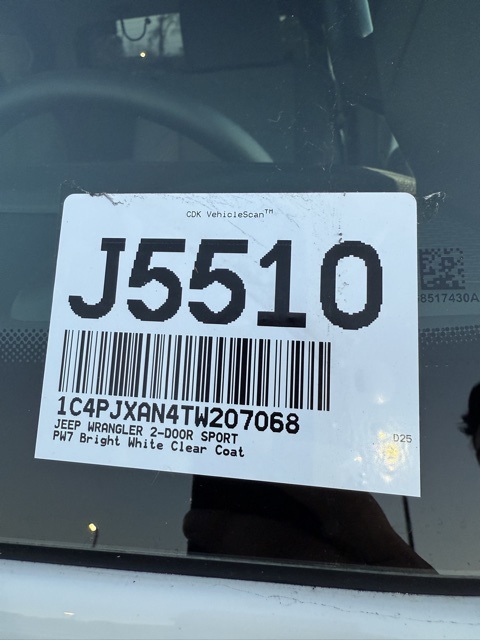 CDK VehicleScan™
J5510
8517430A
1C4PJXAN4TW207068
JEEP WRANGLER 2-DOOR SPORT
PW7 Bright White Clear Coat
D25